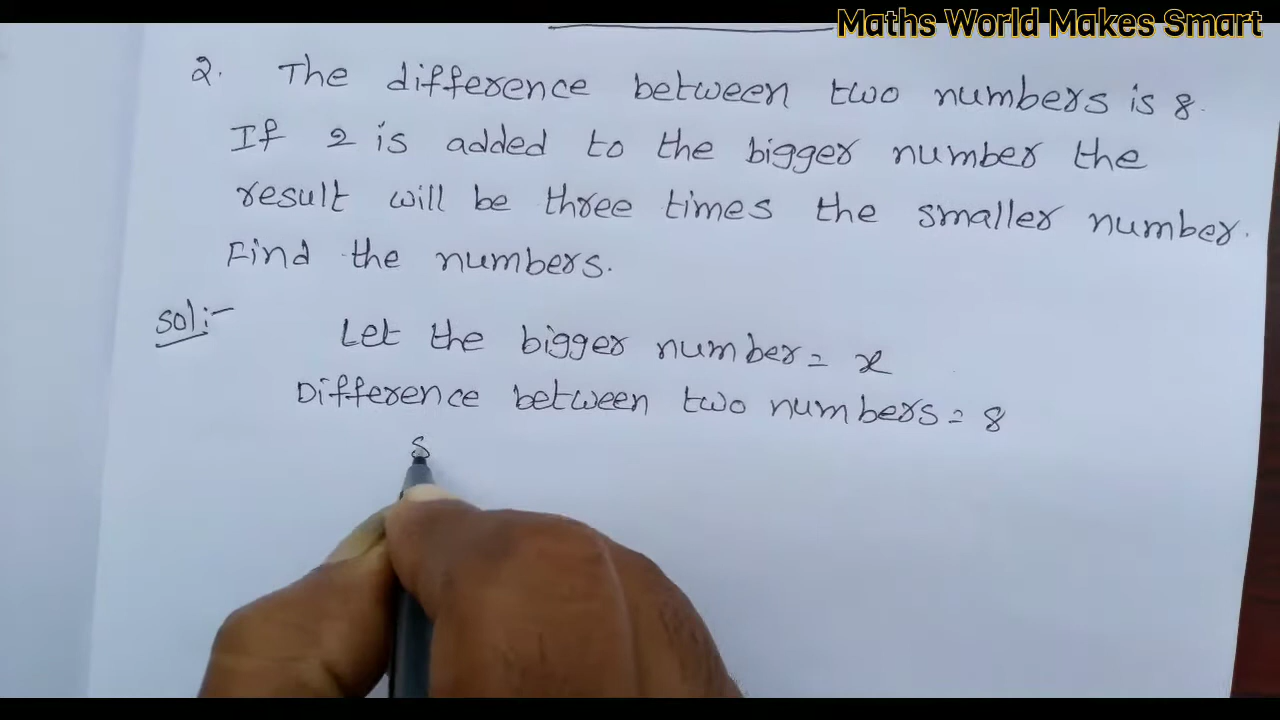 Maths World Makes Smart
2. The difference between two numbers is 8.
If 2 is added to the bigger number the
result will be three times the smaller number.
Find the numbers.
Sol:-
Let the bigger number = x
Difference between two numbers = 8
S